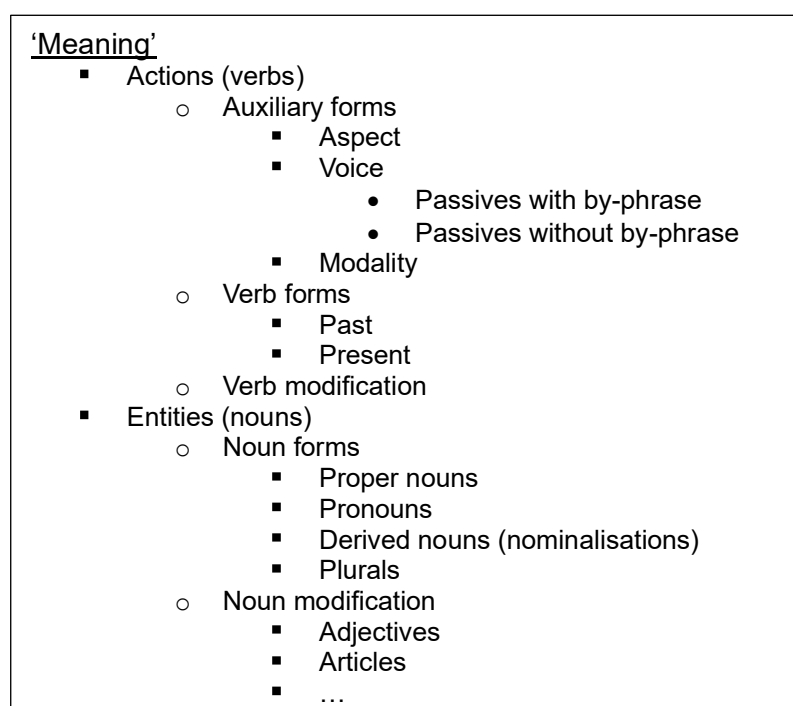 ‘Meaning’
▪ Actions (verbs)
o Auxiliary forms
▪ Aspect
▪ Voice
• Passives with by-phrase
• Passives without by-phrase
▪ Modality
o Verb forms
▪ Past
▪ Present
o Verb modification
▪ Entities (nouns)
o Noun forms
▪ Proper nouns
▪ Pronouns
▪ Derived nouns (nominalisations)
▪ Plurals
o Noun modification
▪ Adjectives
▪ Articles
▪ …